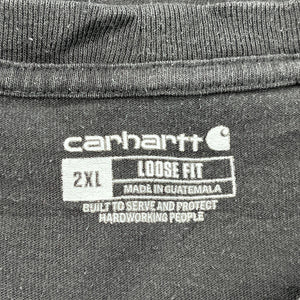 carhartt
2XL LOOSE FIT
MADE IN GUATEMALA
BUILT TO SERVE AND PROTECT
HARDWORKING PEOPLE